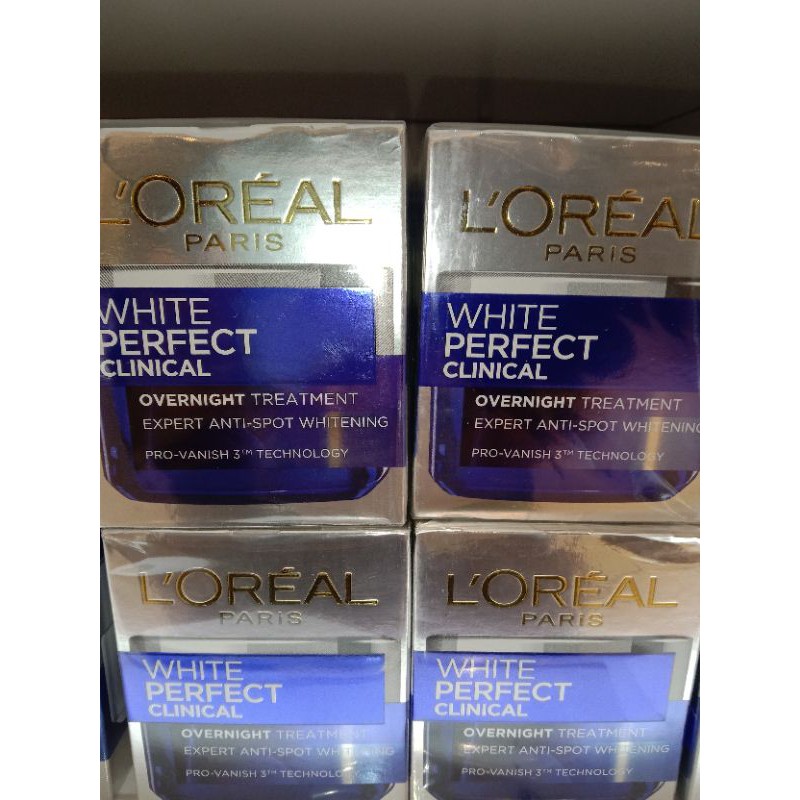 L'ORÉAL
PARIS
WHITE
PERFECT
CLINICAL
OVERNIGHT TREATMENT
EXPERT ANTI-SPOT WHITENING
PRO-VANISH 3™ TECHNOLOGY
L'ORÉAL
PARIS
WHITE
PERFECT
CLINICAL
OVERNIGHT TREATMENT
EXPERT ANTI-SPOT WHITENING
PRO-VANISH 3™ TECHNOLOGY
L'ORÉAL
PARIS
WHITE
PERFECT
CLINICAL
OVERNIGHT TREATMENT
EXPERT ANTI-SPOT WHITENING
PRO-VANISH 3™ TECHNOLOGY
L'ORÉAL
PARIS
WHITE
PERFECT
CLINICAL
OVERNIGHT TREATMENT
EXPERT ANTI-SPOT WHITENING
PRO-VANISH 3™ TECHNOLOGY